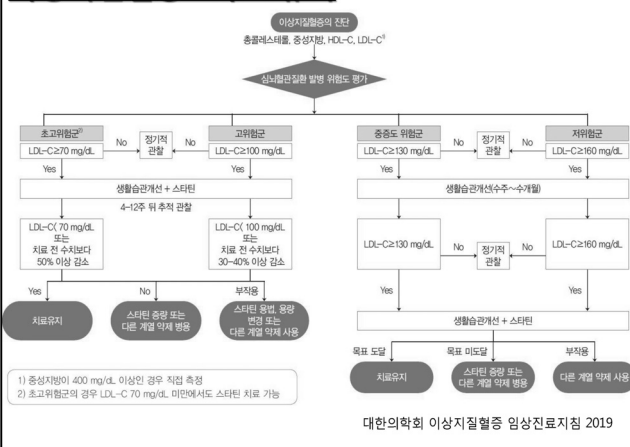 이상지질혈증의 진단
총콜레스테롤, 중성지방, HDL-C, LDL-C¹⁾
심뇌혈관질환 발병 위험도 평가
초고위험군²⁾
LDL-C≥70 mg/dL
No
정기적
관찰
No
고위험군
LDL-C≥100 mg/dL
중증도 위험군
LDL-C≥130 mg/dL
No
정기적
관찰
No
저위험군
LDL-C≥160 mg/dL
Yes
Yes
Yes
Yes
생활습관개선 + 스타틴
생활습관개선(수주~수개월)
4-12주 뒤 추적 관찰
LDL-C⟨ 70 mg/dL
또는
치료 전 수치보다
50% 이상 감소
LDL-C⟨ 100 mg/dL
또는
치료 전 수치보다
30-40% 이상 감소
LDL-C≥130 mg/dL
No
정기적
관찰
No
LDL-C≥160 mg/dL
Yes
No
부작용
Yes
Yes
치료유지
스타틴 증량 또는
다른 계열 약제 병용
스타틴 용법, 용량
변경 또는
다른 계열 약제 사용
생활습관개선 + 스타틴
목표 도달
목표 미도달
부작용
치료유지
스타틴 증량 또는
다른 계열 약제 병용
다른 계열 약제 사용
1) 중성지방이 400 mg/dL 이상인 경우 직접 측정
2) 초고위험군의 경우 LDL-C 70 mg/dL 미만에서도 스타틴 치료 가능
대한의학회 이상지질혈증 임상진료지침 2019